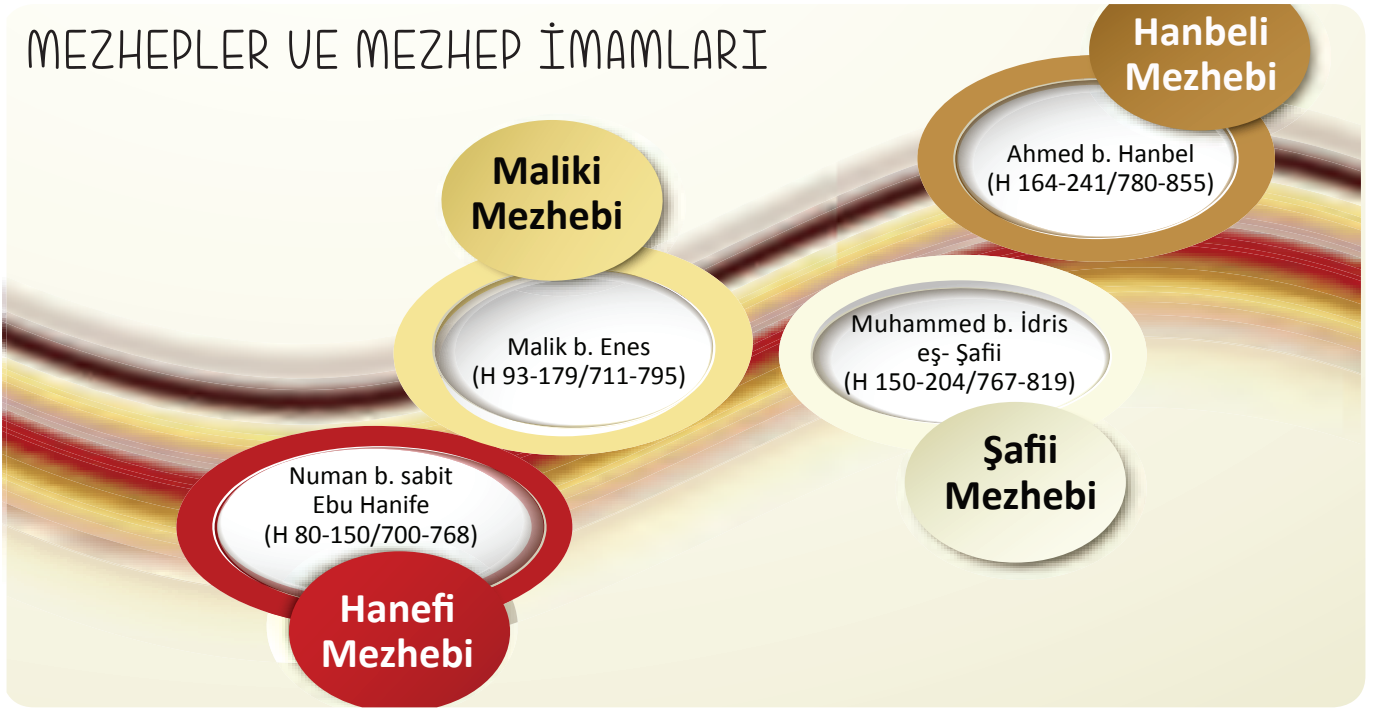 MEZHEPLER VE MEZHEP İMAMLARI
Hanbeli
Mezhebi
Ahmed b. Hanbel
(H 164-241/780-855)
Maliki
Mezhebi
Malik b. Enes
(H 93-179/711-795)
Muhammed b. İdris
eş- Şafii
(H 150-204/767-819)
Şafii
Mezhebi
Numan b. sabit
Ebu Hanife
(H 80-150/700-768)
Hanefi
Mezhebi